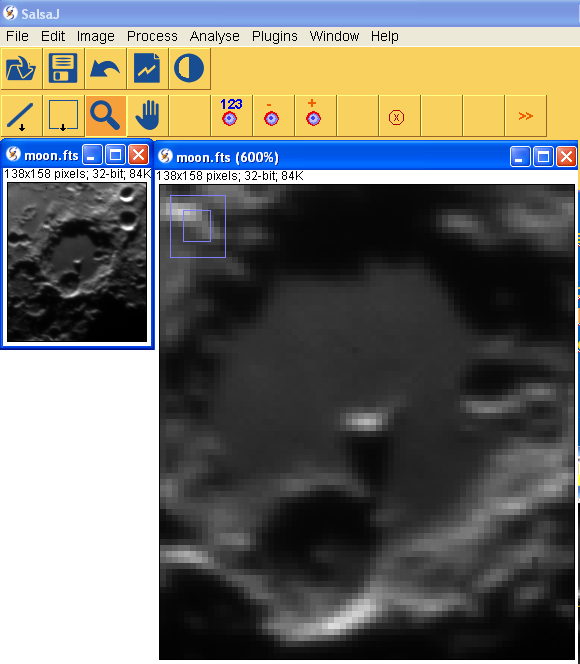 SalsaJ
File Edit Image Process Analyse Plugins Window Help
123 - + x >>
moon.fts
138x158 pixels; 32-bit; 84K
moon.fts (600%)
138x158 pixels; 32-bit; 84K